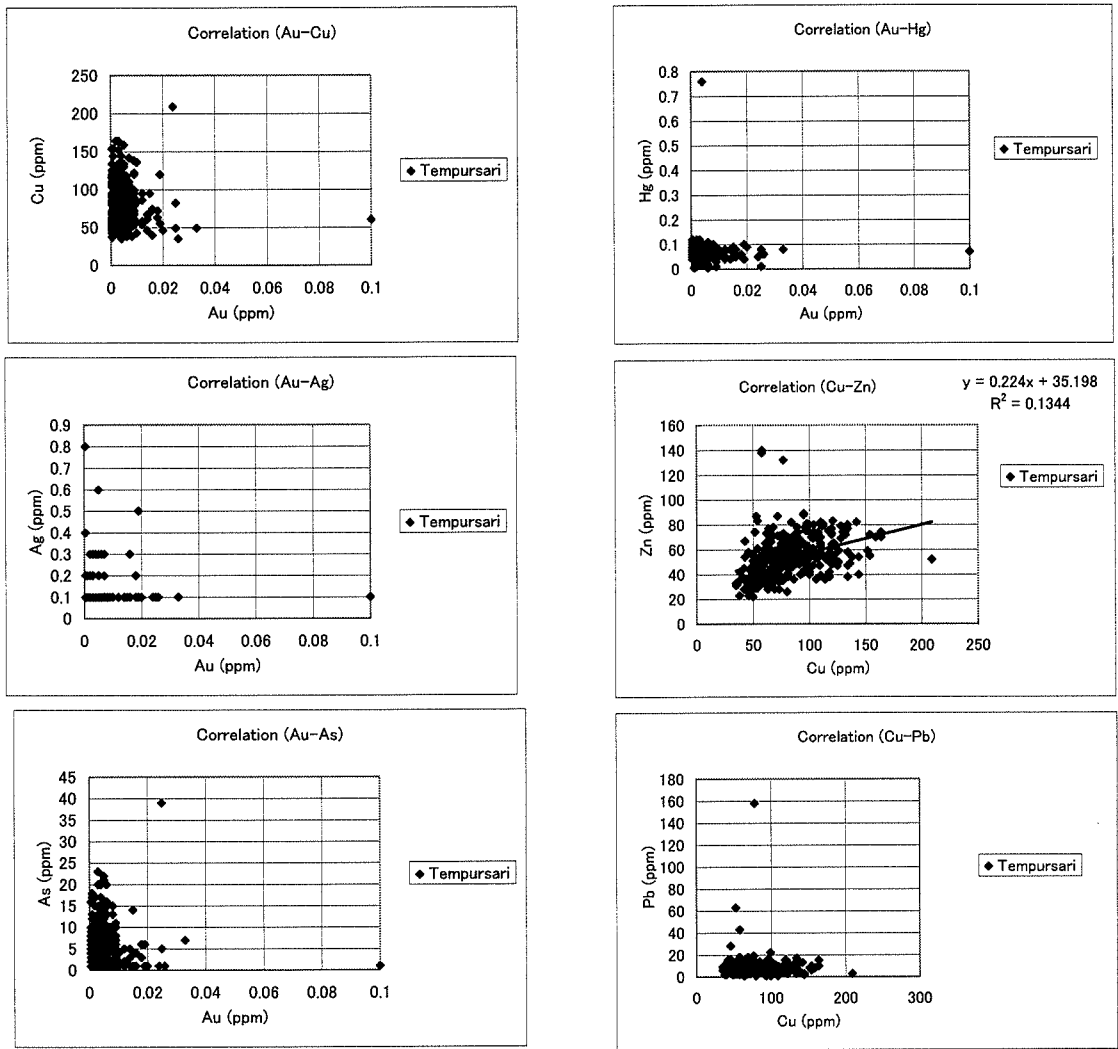 Correlation (Au-Cu)
250
200
150
100
50
0
Cu (ppm)
0 0.02 0.04 0.06 0.08 0.1
Au (ppm)
Tempursari
Correlation (Au-Hg)
0.8
0.7
0.6
0.5
0.4
0.3
0.2
0.1
0
Hg (ppm)
0 0.02 0.04 0.06 0.08 0.1
Au (ppm)
Tempursari
Correlation (Au-Ag)
0.9
0.8
0.7
0.6
0.5
0.4
0.3
0.2
0.1
0
Ag (ppm)
0 0.02 0.04 0.06 0.08 0.1
Au (ppm)
Tempursari
Correlation (Cu-Zn)
y = 0.224x + 35.198
R² = 0.1344
160
140
120
100
80
60
40
20
0
Zn (ppm)
0 50 100 150 200 250
Cu (ppm)
Tempursari
Correlation (Au-As)
45
40
35
30
25
20
15
10
5
0
As (ppm)
0 0.02 0.04 0.06 0.08 0.1
Au (ppm)
Tempursari
Correlation (Cu-Pb)
180
160
140
120
100
80
60
40
20
0
Pb (ppm)
0 100 200 300
Cu (ppm)
Tempursari